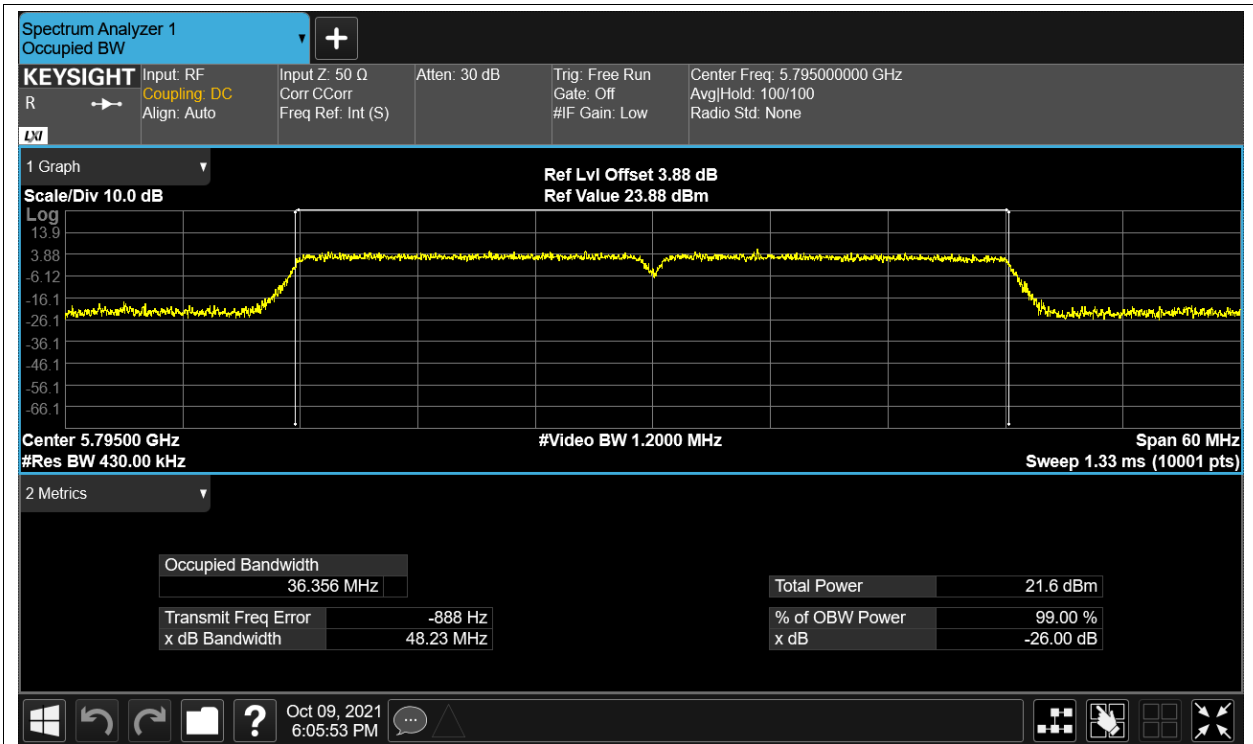 Spectrum Analyzer 1
Occupied BW
KEYSIGHT
R
LXI
Input: RF
Coupling: DC
Align: Auto
Input Z: 50 Ω
Corr CCorr
Freq Ref: Int (S)
Atten: 30 dB
Trig: Free Run
Gate: Off
#IF Gain: Low
Center Freq: 5.795000000 GHz
Avg|Hold: 100/100
Radio Std: None
1 Graph
Scale/Div 10.0 dB
Ref Lvl Offset 3.88 dB
Ref Value 23.88 dBm
Log
13.9
3.88
-6.12
-16.1
-26.1
-36.1
-46.1
-56.1
-66.1
Center 5.79500 GHz
#Video BW 1.2000 MHz
Span 60 MHz
#Res BW 430.00 kHz
Sweep 1.33 ms (10001 pts)
2 Metrics
Occupied Bandwidth
36.356 MHz
Total Power 21.6 dBm
Transmit Freq Error -888 Hz
% of OBW Power 99.00 %
x dB Bandwidth 48.23 MHz
x dB -26.00 dB
?
Oct 09, 2021
6:05:53 PM